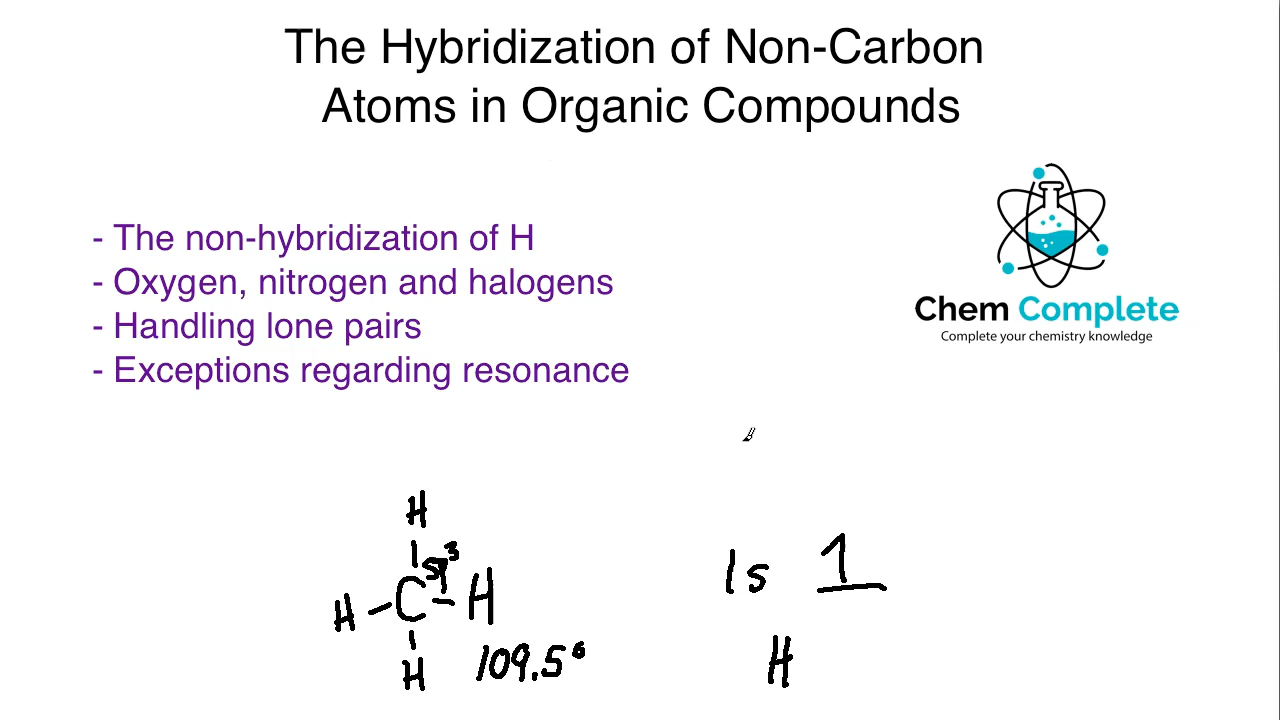 The Hybridization of Non-Carbon
Atoms in Organic Compounds
- The non-hybridization of H
- Oxygen, nitrogen and halogens
- Handling lone pairs
- Exceptions regarding resonance
Chem Complete
Complete your chemistry knowledge
H
sp³
H-C-H
H
109.5°
1s 1
H